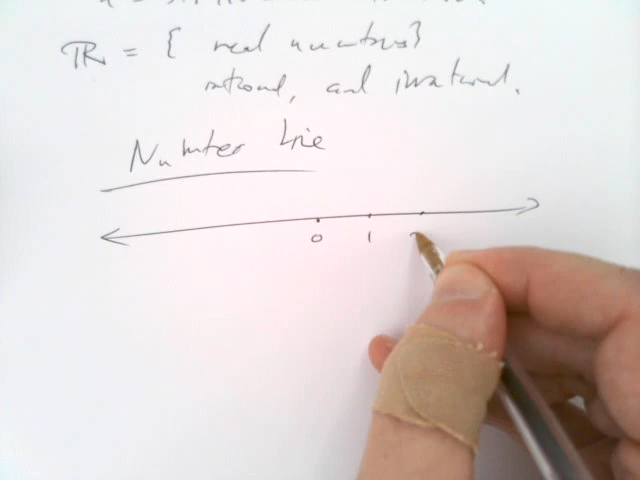 ℝ = { real numbers}
rational, and irrational.
Number line
0 1